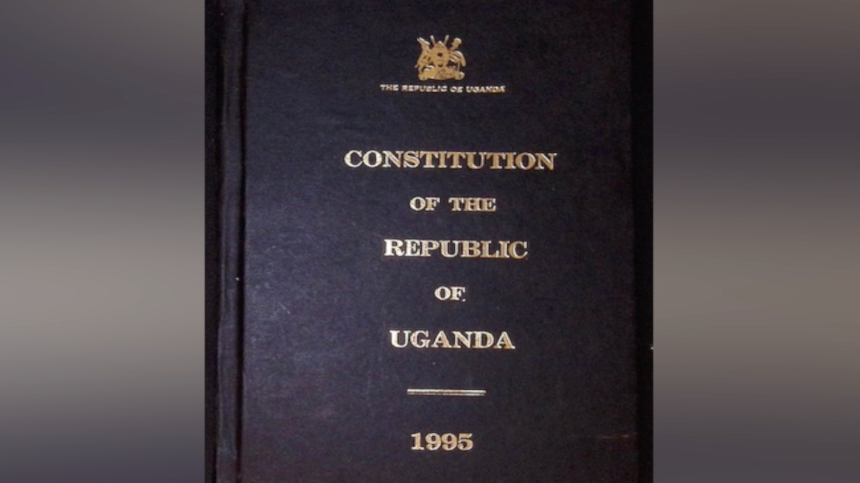 THE REPUBLIC OF UGANDA
CONSTITUTION
OF THE
REPUBLIC
OF
UGANDA
1995